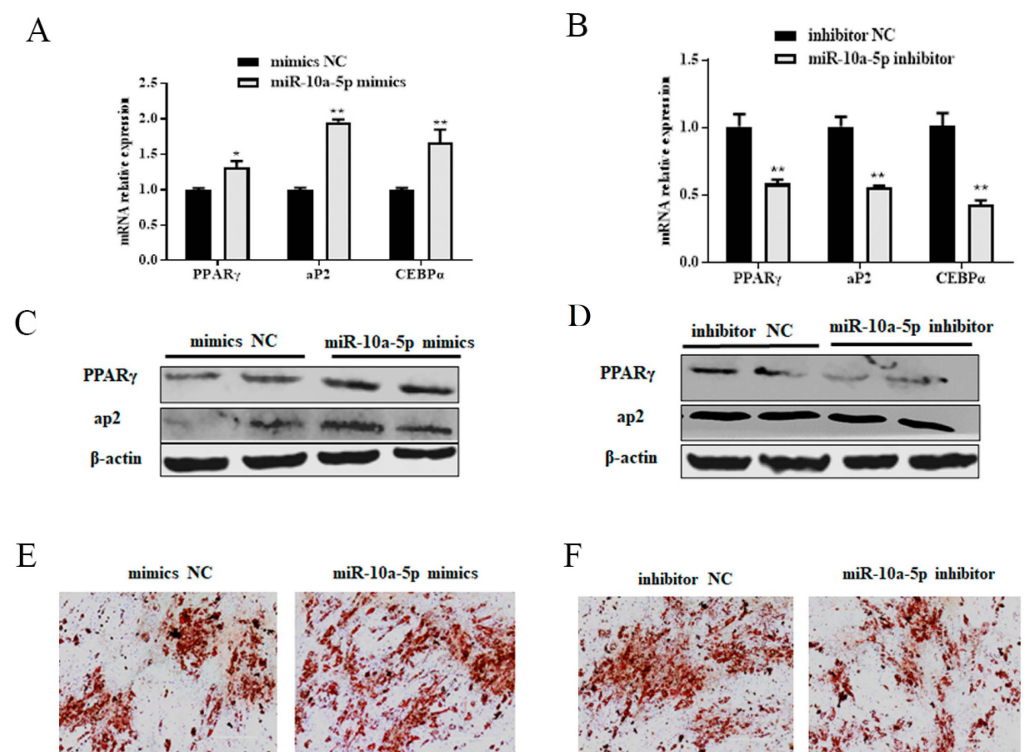 A
mimics NC
miR-10a-5p mimics
mRNA relative expression
2.5
2.0
1.5
1.0
0.5
0.0
*
**
**
PPARγ aP2 CEBPα
B
inhibitor NC
miR-10a-5p inhibitor
mRNA relative expression
1.5
1.0
0.5
0.0
**
**
**
PPARγ aP2 CEBPα
C
mimics NC miR-10a-5p mimics
PPARγ
ap2
β-actin
D
inhibitor NC miR-10a-5p inhibitor
PPARγ
ap2
β-actin
E
mimics NC miR-10a-5p mimics
F
inhibitor NC miR-10a-5p inhibitor